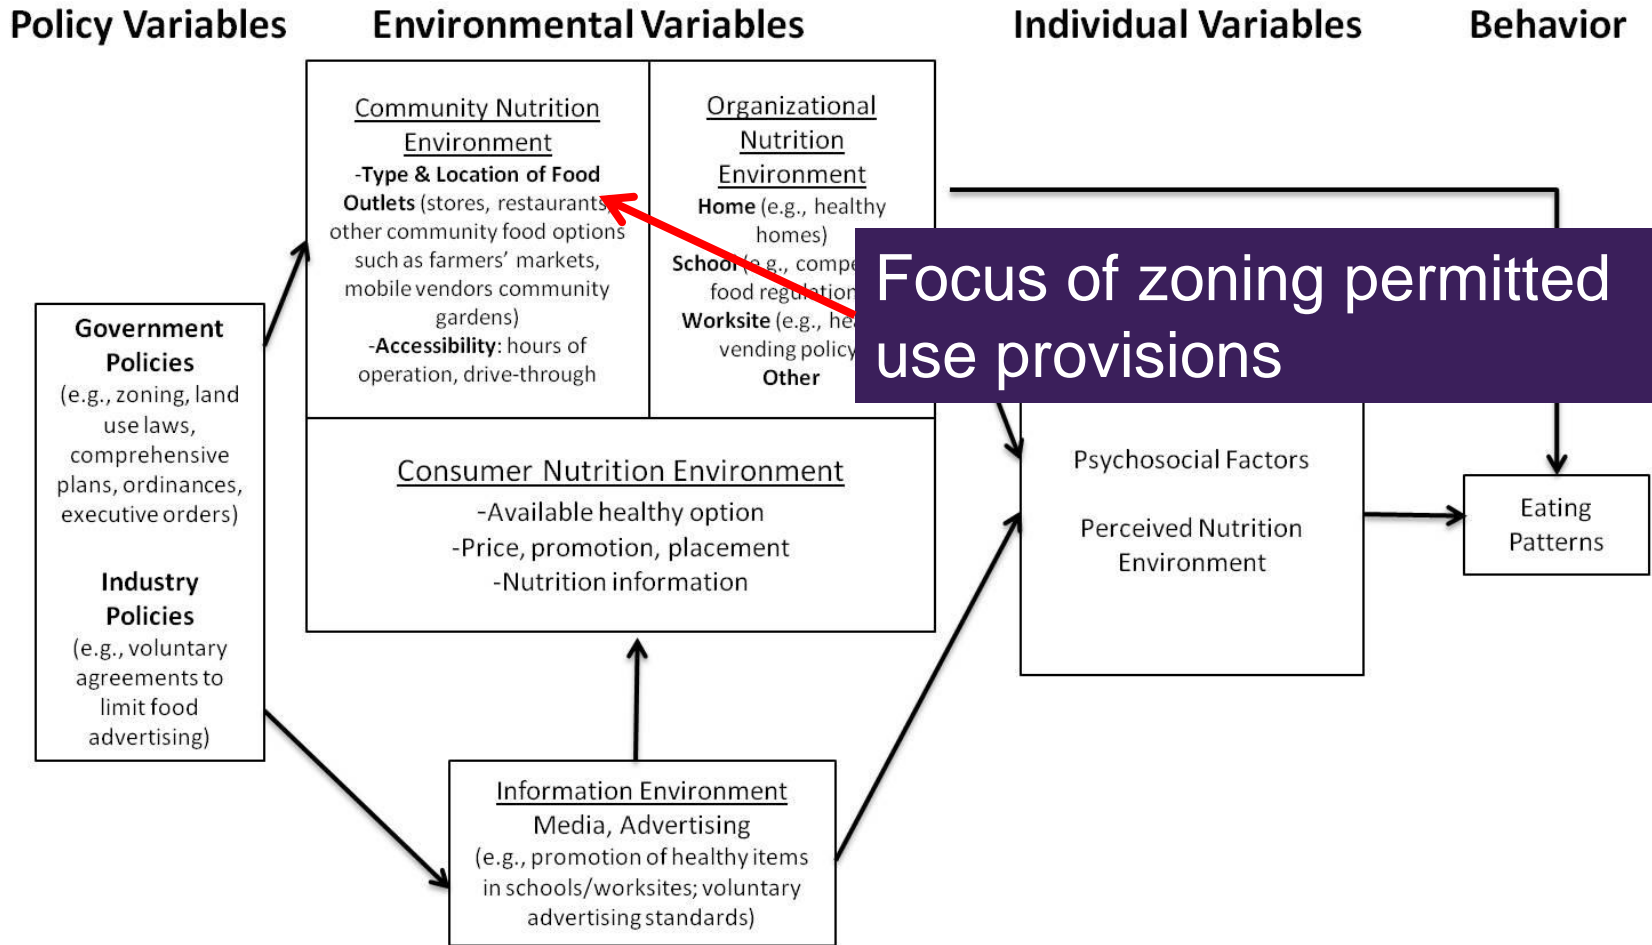 Policy Variables
Environmental Variables
Individual Variables
Behavior
Community Nutrition
Environment
-Type & Location of Food
Outlets (stores, restaurants,
other community food options
such as farmers' markets,
mobile vendors community
gardens)
-Accessibility: hours of
operation, drive-through
Organizational
Nutrition
Environment
Home (e.g., healthy
homes)
School (e.g.,
food regulation
Worksite (e.g.,
vending policy
Other
Focus of zoning permitted
use provisions
Government
Policies
(e.g., zoning, land
use laws,
comprehensive
plans, ordinances,
executive orders)
Industry
Policies
(e.g., voluntary
agreements to
limit food
advertising)
Consumer Nutrition Environment
-Available healthy option
-Price, promotion, placement
-Nutrition information
Psychosocial Factors
Perceived Nutrition
Environment
Eating
Patterns
Information Environment
Media, Advertising
(e.g., promotion of healthy items
in schools/worksites; voluntary
advertising standards)